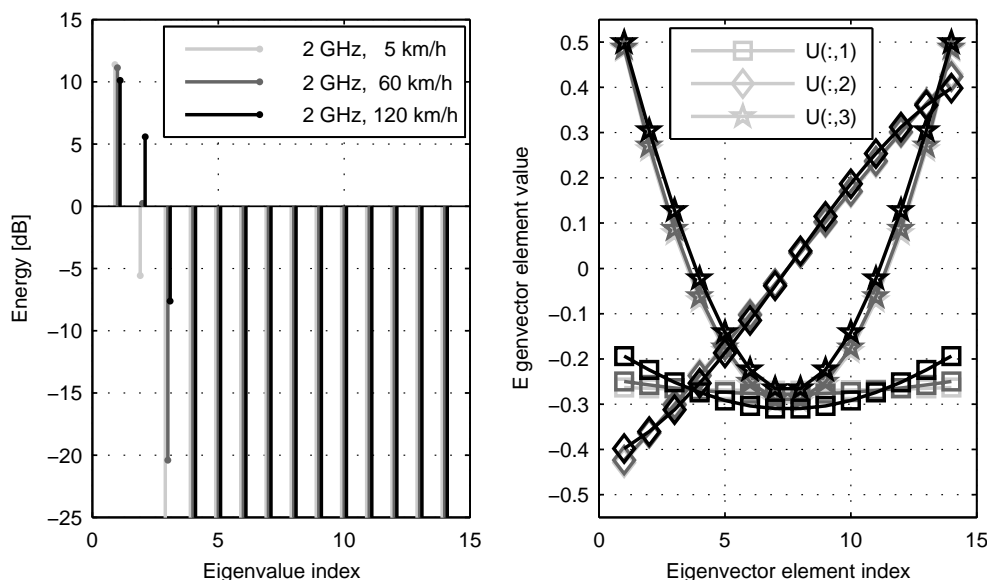 15
10
5
0
−5
−10
−15
−20
−25
Energy [dB]
0
5
10
15
Eigenvalue index
2 GHz, 5 km/h
2 GHz, 60 km/h
2 GHz, 120 km/h
0.5
0.4
0.3
0.2
0.1
0
−0.1
−0.2
−0.3
−0.4
−0.5
E genvector element value
0
5
10
15
Eigenvector element index
U(:,1)
U(:,2)
U(:,3)